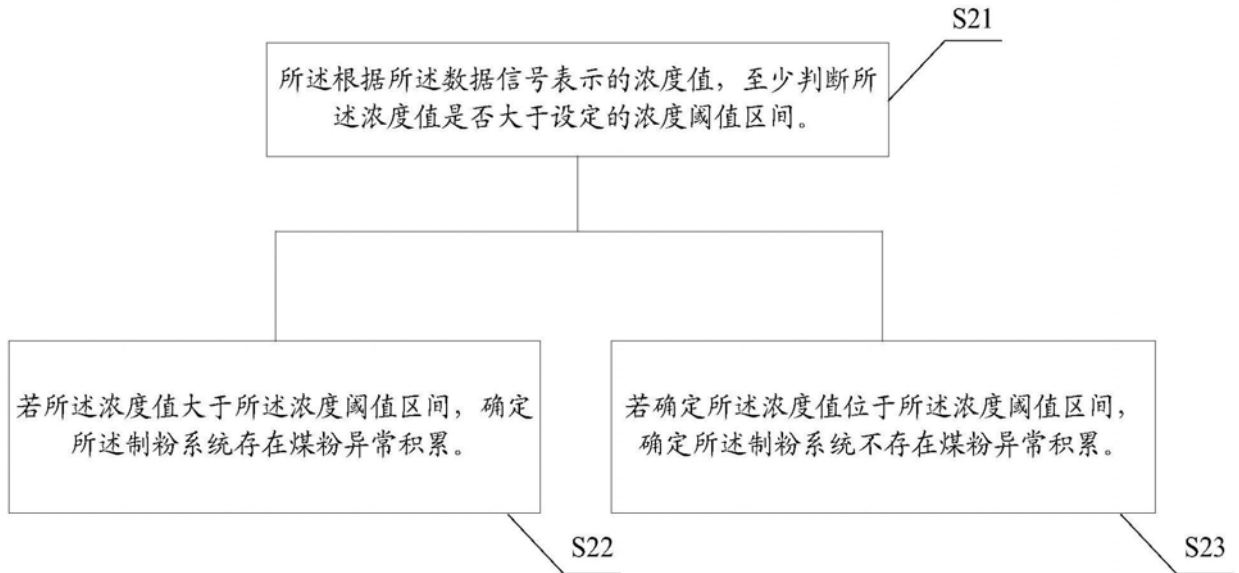 S21
所述根据所述数据信号表示的浓度值，至少判断所
述浓度值是否大于设定的浓度阈值区间。
若所述浓度值大于所述浓度阈值区间，确定
所述制粉系统存在煤粉异常积累。
S22
若确定所述浓度值位于所述浓度阈值区间，
确定所述制粉系统不存在煤粉异常积累。
S23